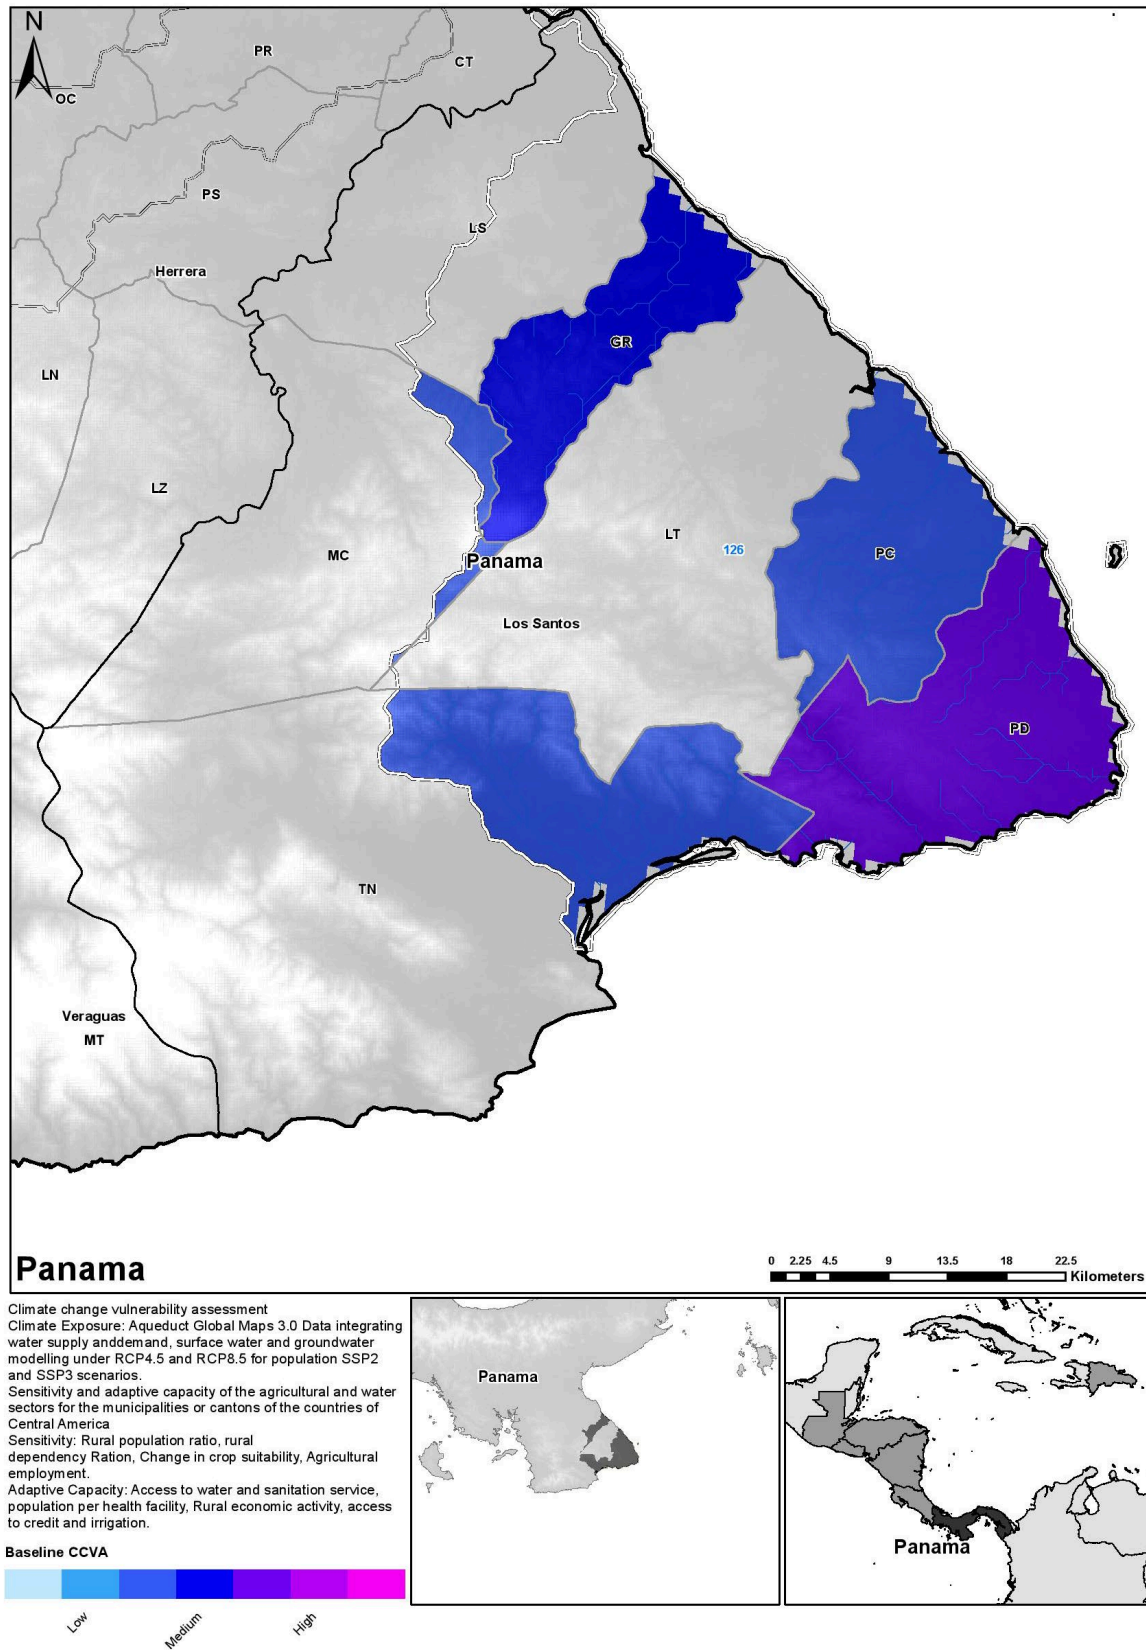 N
PR
CT
OC
PS
LS
Herrera
GR
LN
LZ
LT
126
MC
PC
Panama
Los Santos
PD
TN
Veraguas
MT
Panama
0 2.25 4.5 9 13.5 18 22.5
Kilometers
Climate change vulnerability assessment
Climate Exposure: Aqueduct Global Maps 3.0 Data integrating
water supply anddemand, surface water and groundwater
modelling under RCP4.5 and RCP8.5 for population SSP2
and SSP3 scenarios.
Sensitivity and adaptive capacity of the agricultural and water
sectors for the municipalities or cantons of the countries of
Central America
Sensitivity: Rural population ratio, rural
dependency Ration, Change in crop suitability, Agricultural
employment.
Adaptive Capacity: Access to water and sanitation service,
population per health facility, Rural economic activity, access
to credit and irrigation.
Baseline CCVA
Low
Medium
High
Panama
Panama